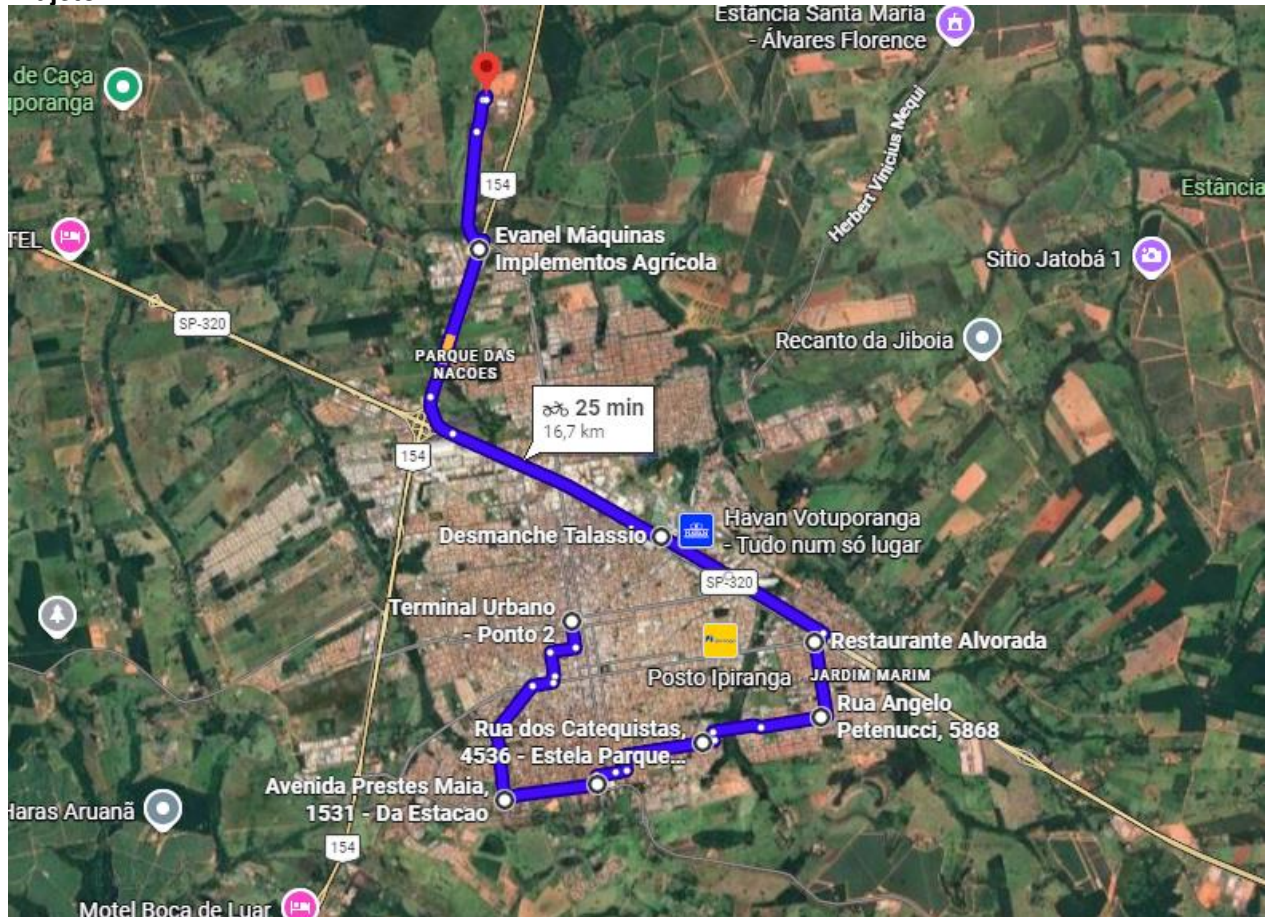 Estância Santa Maria
- Álvares Florence
de Caça
uporanga
Herbert Vinicius Mequi
154
Estância
TEL
Evanel Máquinas
Implementos Agrícola
Sitio Jatobá 1
SP-320
Recanto da Jiboia
PARQUE DAS
NACOES
25 min
16,7 km
154
Desmanche Talassio
HAVAN
Havan Votuporanga
- Tudo num só lugar
SP-320
Terminal Urbano
- Ponto 2
Restaurante Alvorada
Posto Ipiranga
JARDIM MARIM
Rua Angelo
Petenucci, 5868
Rua dos Catequistas,
4536 - Estela Parque...
Avenida Prestes Maia,
1531 - Da Estacao
Haras Aruanã
154
Motel Boca de Luar